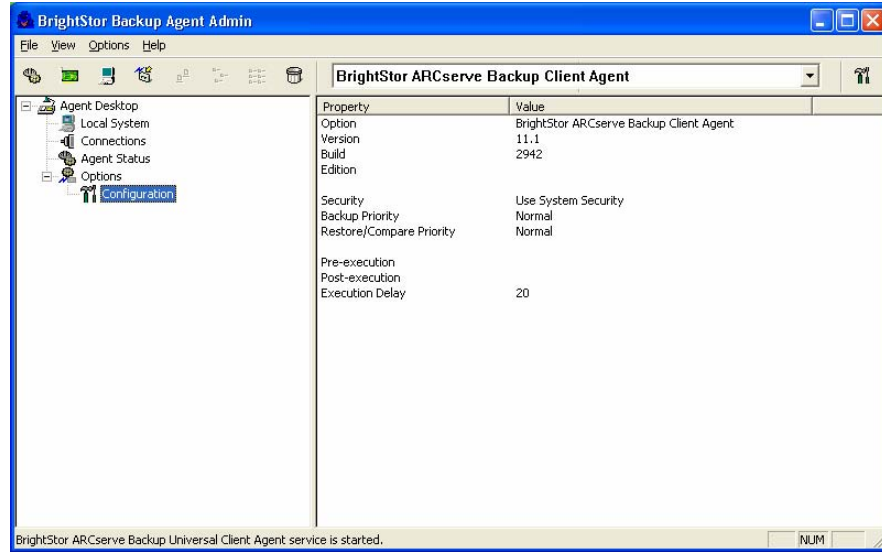 BrightStor Backup Agent Admin
File View Options Help
BrightStor ARCserve Backup Client Agent
Agent Desktop
Local System
Connections
Agent Status
Options
Configuration
Property Value
Option BrightStor ARCserve Backup Client Agent
Version 11.1
Build 2942
Edition
Security Use System Security
Backup Priority Normal
Restore/Compare Priority Normal
Pre-execution
Post-execution
Execution Delay 20
BrightStor ARCserve Backup Universal Client Agent service is started. NUM